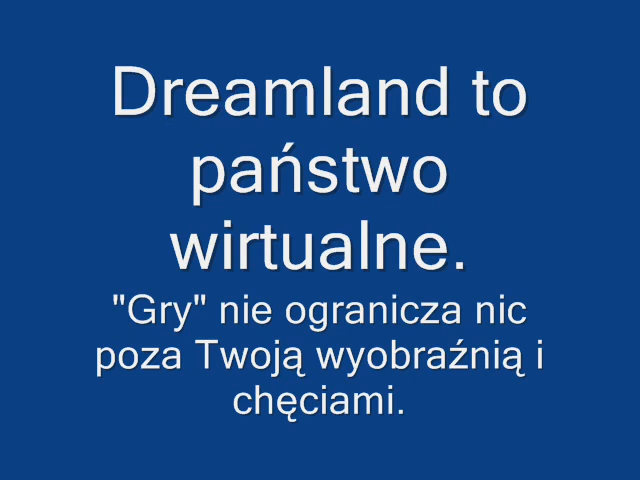 Dreamland to
państwo
wirtualne.
"Gry" nie ogranicza nic
poza Twoją wyobraźnią i
chęciami.